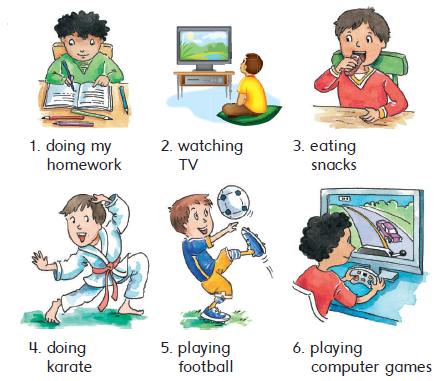 1. doing my
homework
2. watching
TV
3. eating
snacks
4. doing
karate
5. playing
football
6. playing
computer games